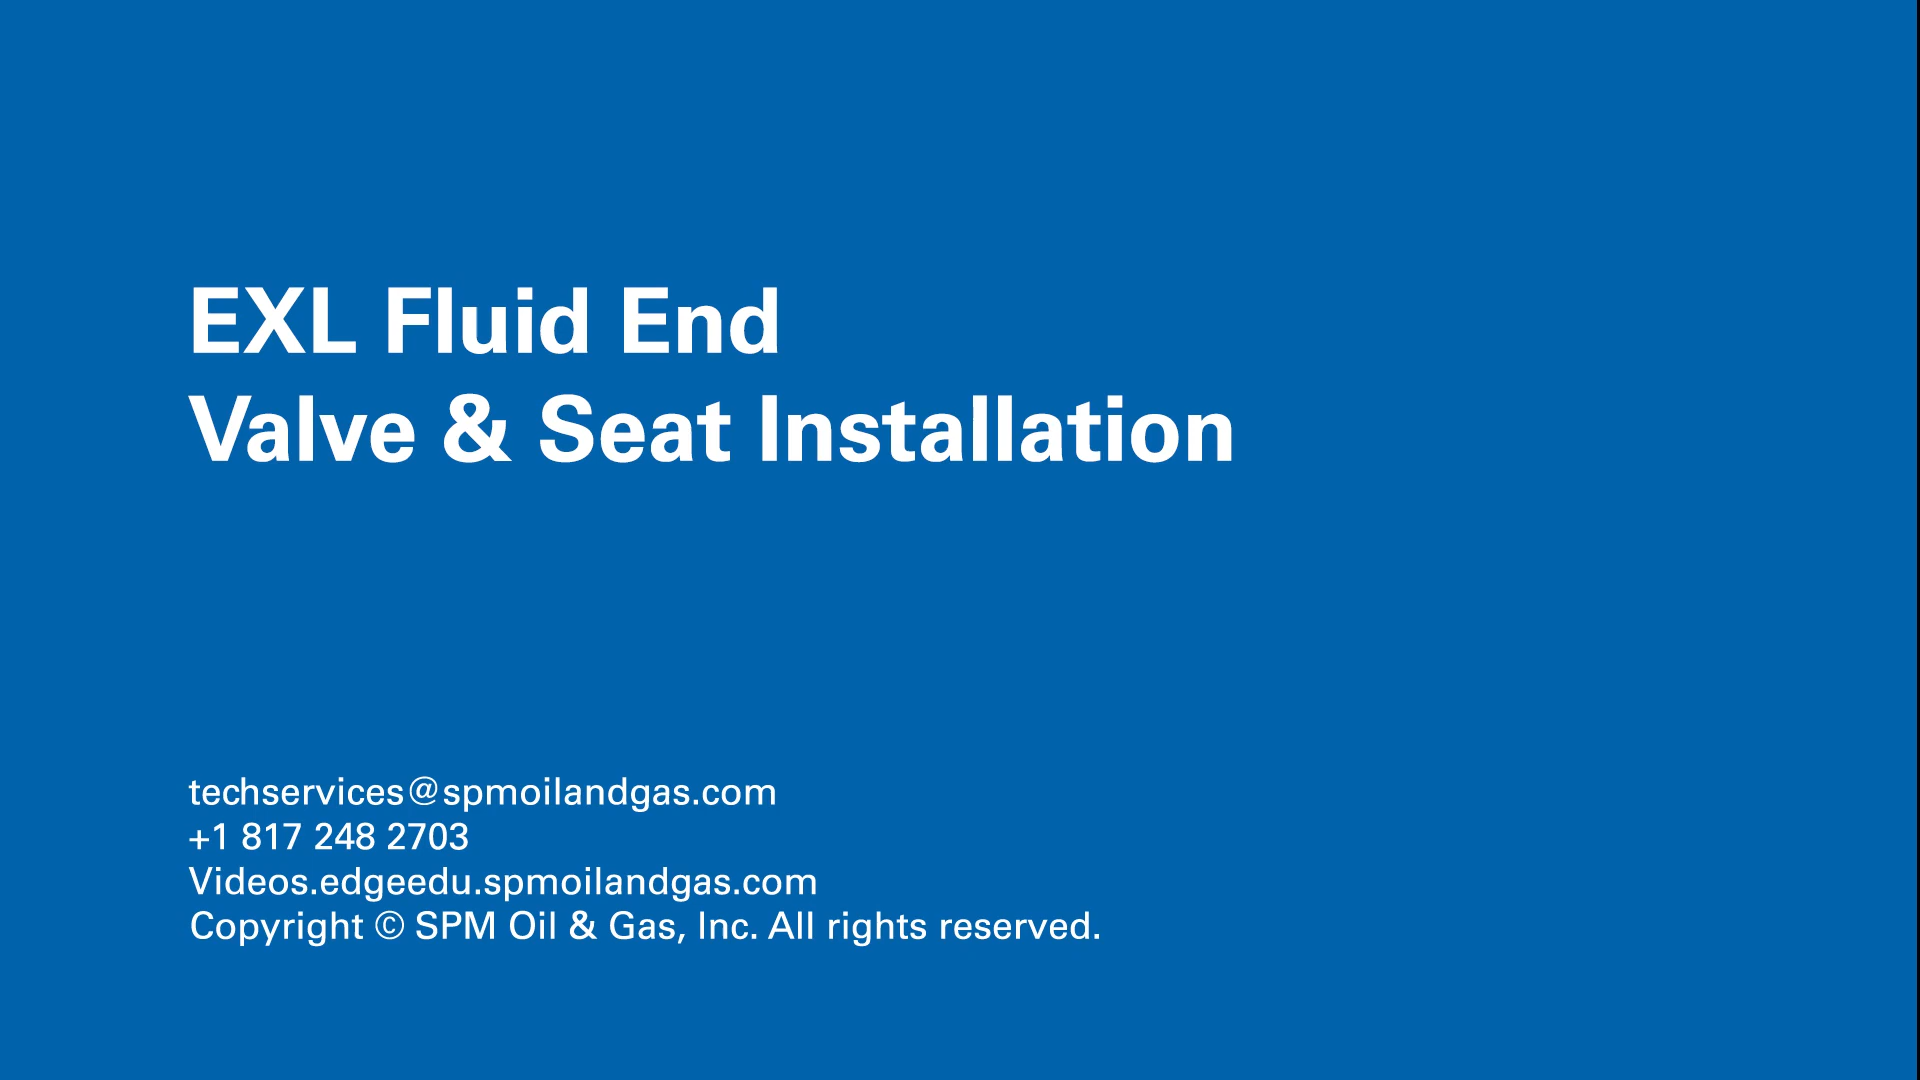 EXL Fluid End
Valve & Seat Installation
techservices@spmoilandgas.com
+1 817 248 2703
Videos.edgeedu.spmoilandgas.com
Copyright © SPM Oil & Gas, Inc. All rights reserved.